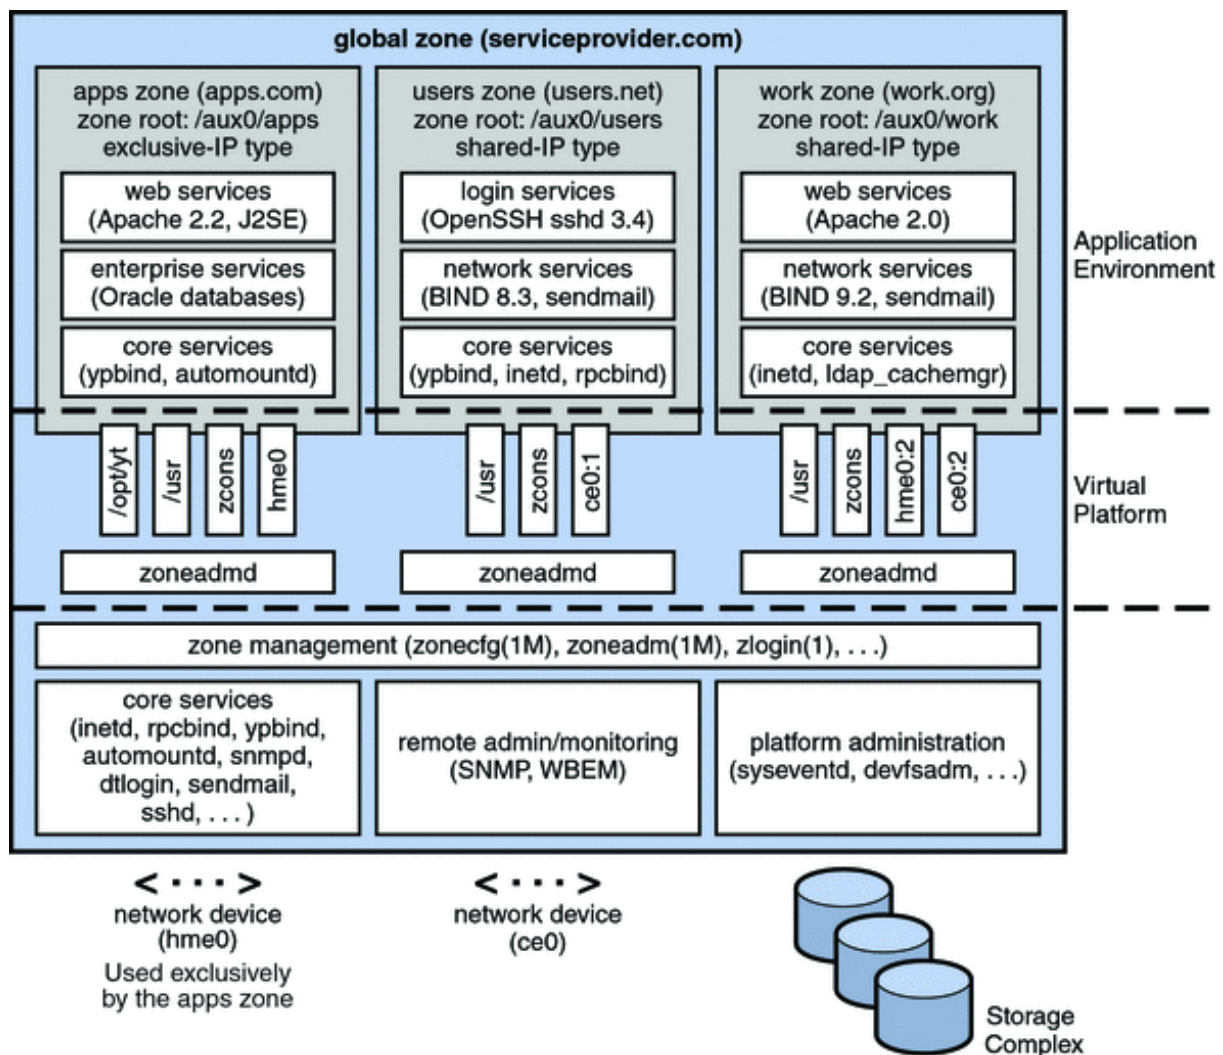 global zone (serviceprovider.com)
apps zone (apps.com)
zone root: /aux0/apps
exclusive-IP type
web services
(Apache 2.2, J2SE)
enterprise services
(Oracle databases)
core services
(ypbind, automountd)
users zone (users.net)
zone root: /aux0/users
shared-IP type
login services
(OpenSSH sshd 3.4)
network services
(BIND 8.3, sendmail)
core services
(ypbind, inetd, rpcbind)
work zone (work.org)
zone root: /aux0/work
shared-IP type
web services
(Apache 2.0)
network services
(BIND 9.2, sendmail)
core services
(inetd, ldap_cachemgr)
Application
Environment
/opt/yt
/usr
zcons
hme0
/usr
zcons
ce0:1
/usr
zcons
hme0:2
ce0:2
Virtual
Platform
zoneadmd
zoneadmd
zoneadmd
zone management (zonecfg(1M), zoneadm(1M), zlogin(1), . . .)
core services
(inetd, rpcbind, ypbind,
automountd, snmpd,
dtlogin, sendmail,
sshd, . . . )
remote admin/monitoring
(SNMP, WBEM)
platform administration
(syseventd, devfsadm, . . .)
network device
(hme0)
Used exclusively
by the apps zone
network device
(ce0)
Storage
Complex